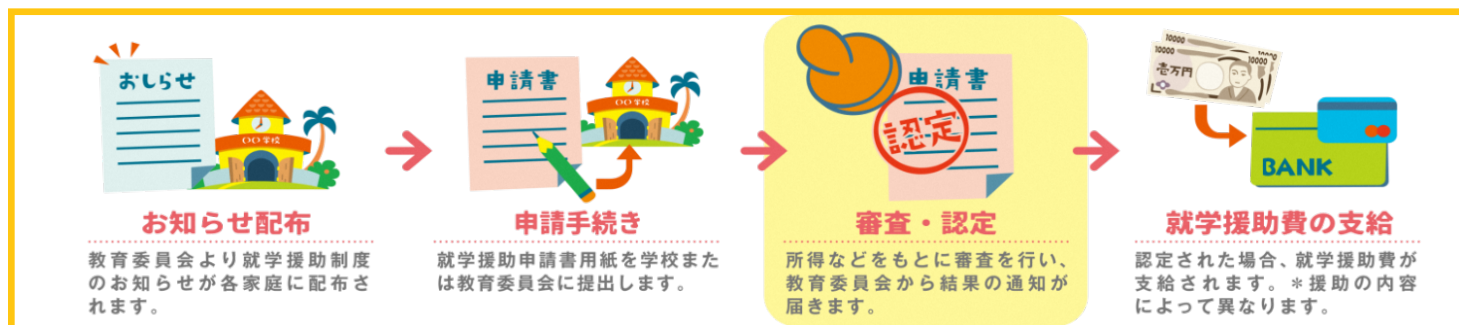 おしらせ
〇〇学校
お知らせ配布
教育委員会より就学援助制度
のお知らせが各家庭に配布さ
れます。
申請書
〇〇学校
申請手続き
就学援助申請書用紙を学校また
は教育委員会に提出します。
申請書
認定
審査・認定
所得などをもとに審査を行い、
教育委員会から結果の通知が
届きます。
10000
10000
10000
10000
壱万円
BANK
就学援助費の支給
認定された場合、就学援助費が
支給されます。＊援助の内容
によって異なります。